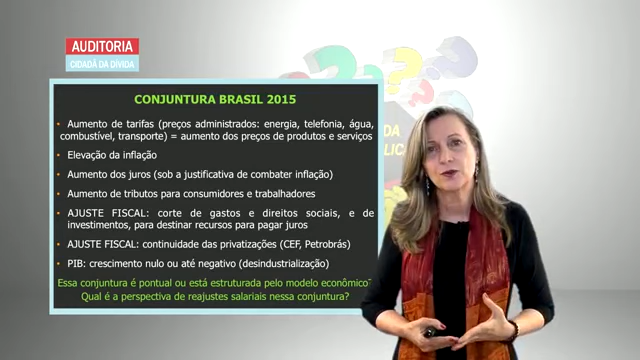 AUDITORIA
CIDADÃ DA DÍVIDA
CONJUNTURA BRASIL 2015
• Aumento de tarifas (preços administrados: energia, telefonia, água,
combustível, transporte) = aumento dos preços de produtos e serviços
• Elevação da inflação
• Aumento dos juros (sob a justificativa de combater inflação)
• Aumento de tributos para consumidores e trabalhadores
• AJUSTE FISCAL: corte de gastos e direitos sociais, e de
investimentos, para destinar recursos para pagar juros
• AJUSTE FISCAL: continuidade das privatizações (CEF, Petrobrás)
• PIB: crescimento nulo ou até negativo (desindustrialização)
Essa conjuntura é pontual ou está estruturada pelo modelo econômico
Qual é a perspectiva de reajustes salariais nessa conjuntura?